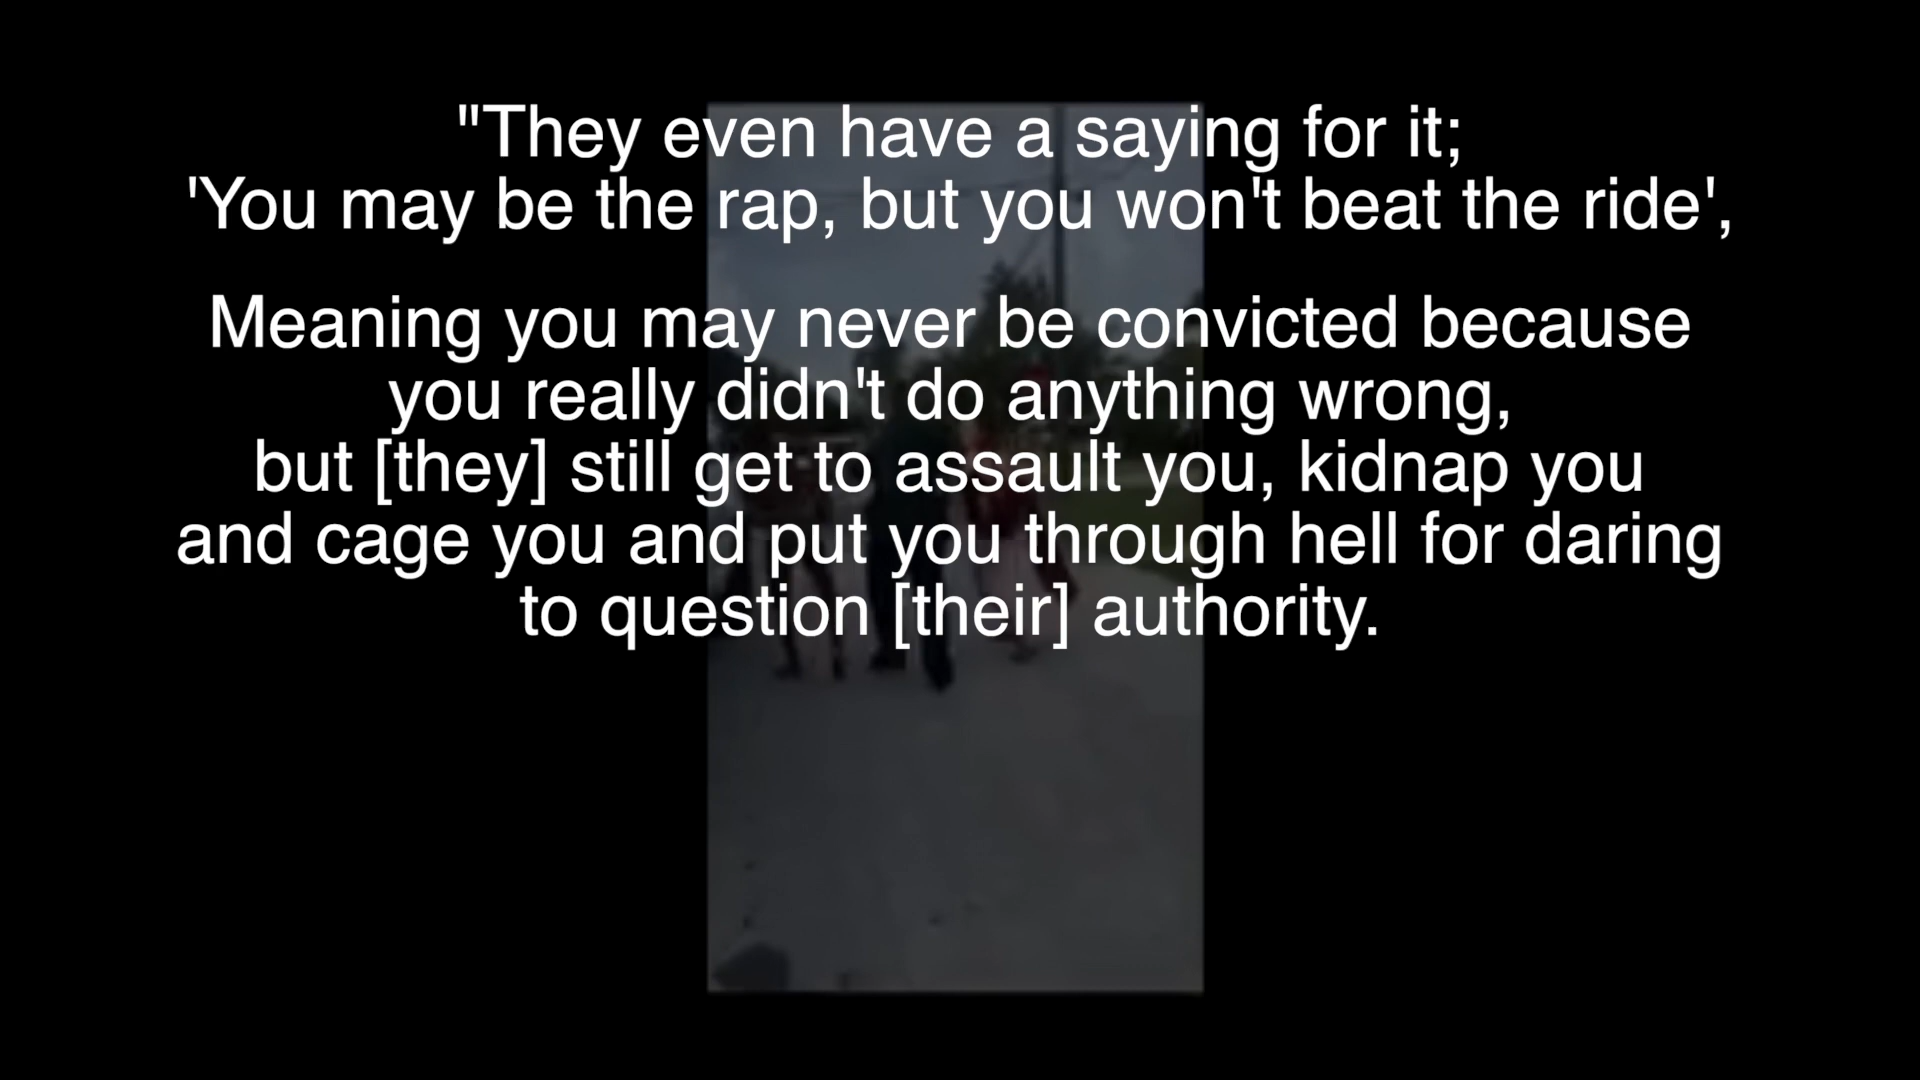 "They even have a saying for it;
'You may be the rap, but you won't beat the ride',
Meaning you may never be convicted because
you really didn't do anything wrong,
but [they] still get to assault you, kidnap you
and cage you and put you through hell for daring
to question [their] authority.